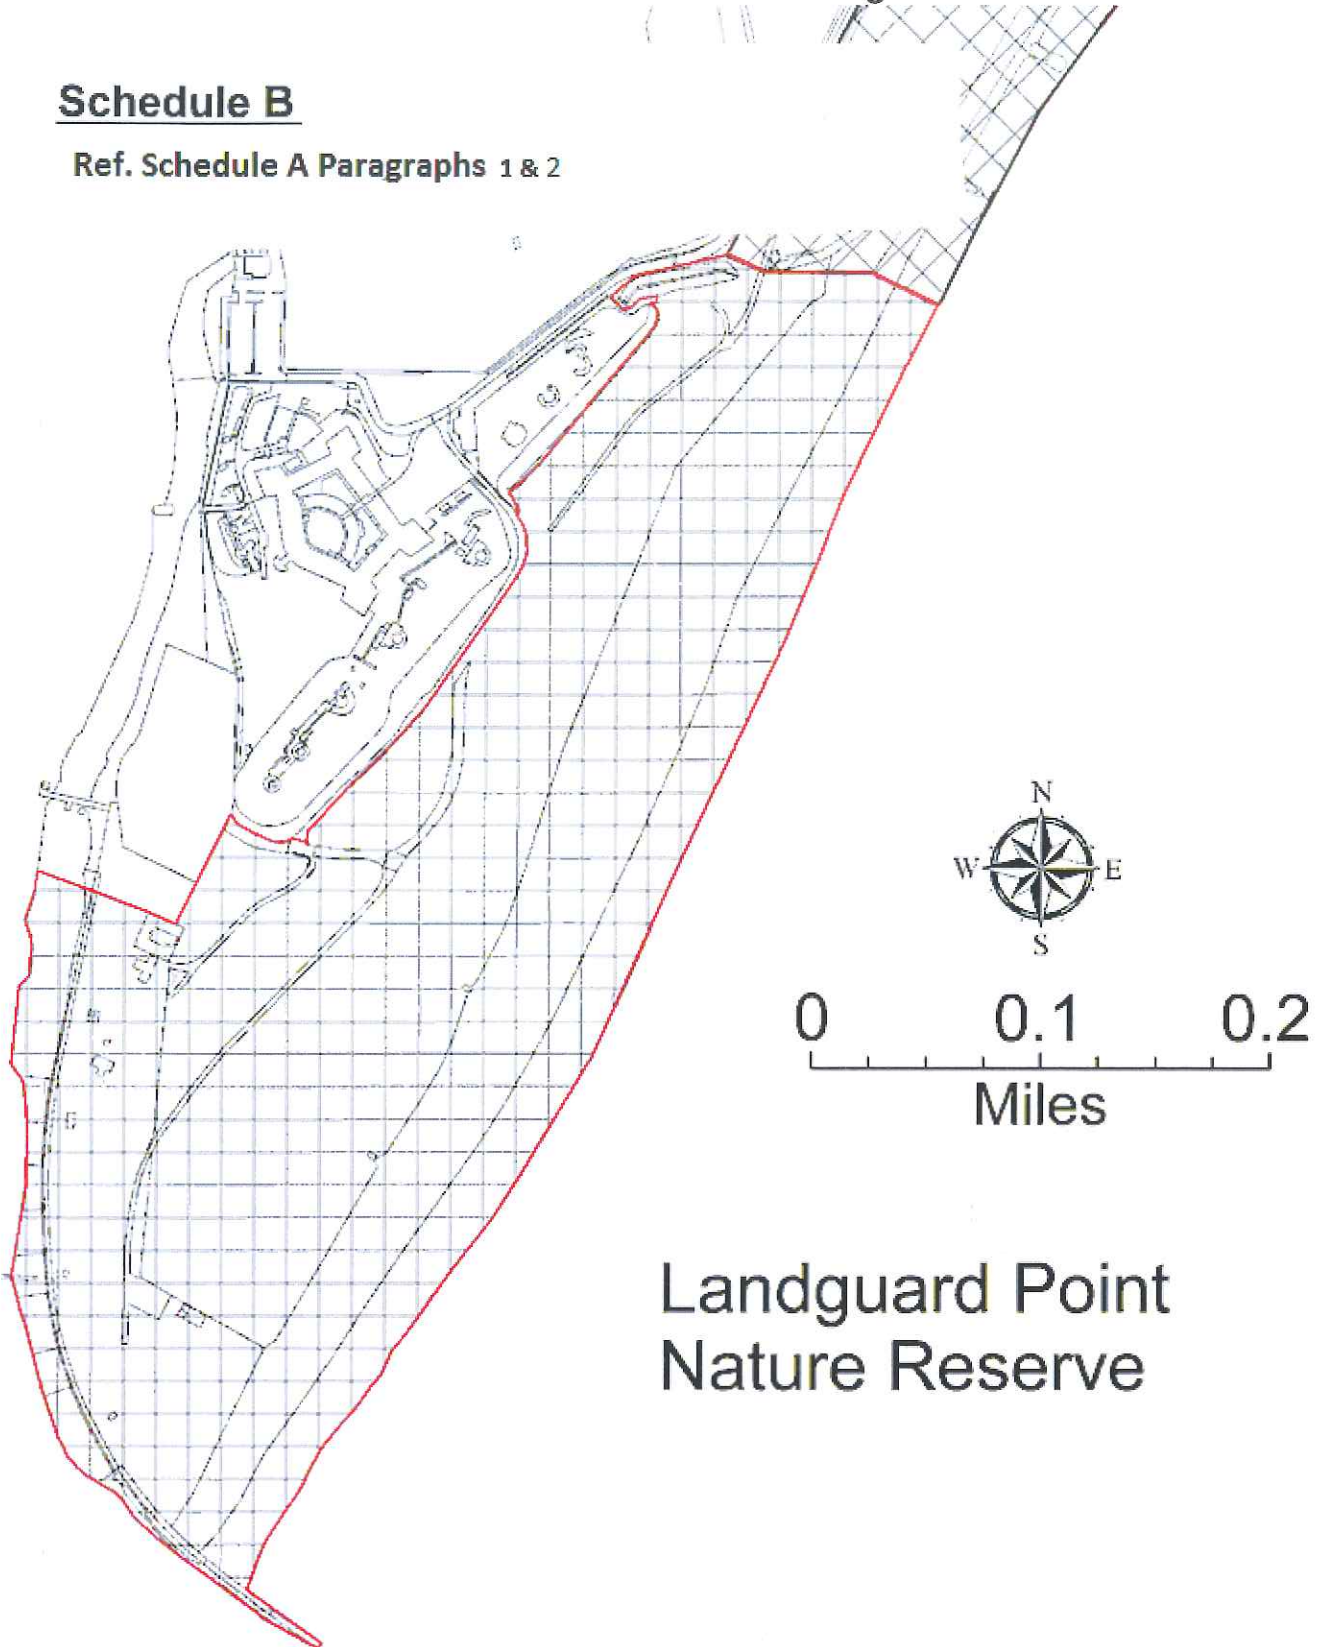 Schedule B
Ref. Schedule A Paragraphs 1 & 2
N
W E
S
0 0.1 0.2
Miles
Landguard Point
Nature Reserve